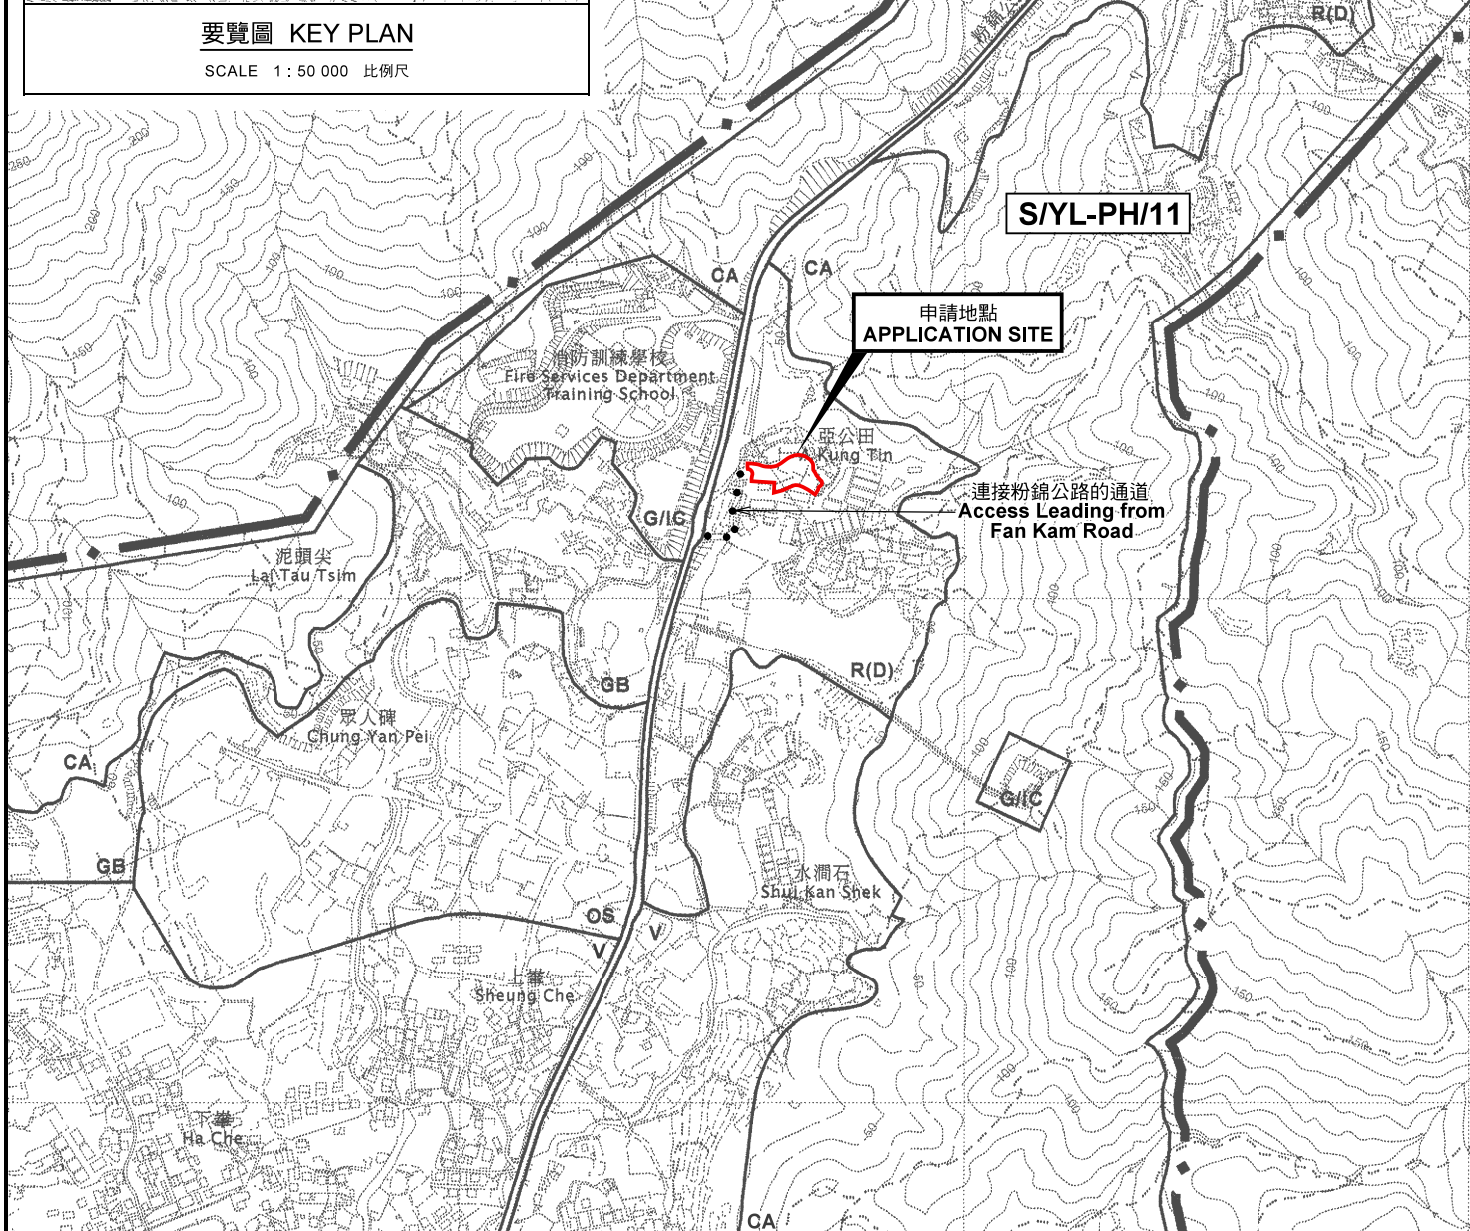 要覽圖 KEY PLAN
SCALE 1 : 50 000 比例尺
R(D)
S/YL-PH/11
CA
CA
申請地點
APPLICATION SITE
消防訓練學校
Fire Services Department
Training School
亞公田
Kung Tin
連接粉錦公路的通道
Access Leading from
Fan Kam Road
G/IC
泥頭尖
Lai Tau Tsim
R(D)
GB
眾人碑
Chung Yan Pei
CA
G/IC
GB
水澗石
Shui Kan Shek
OS
V
V
上輋
Sheung Che
下輋
Ha Che
CA